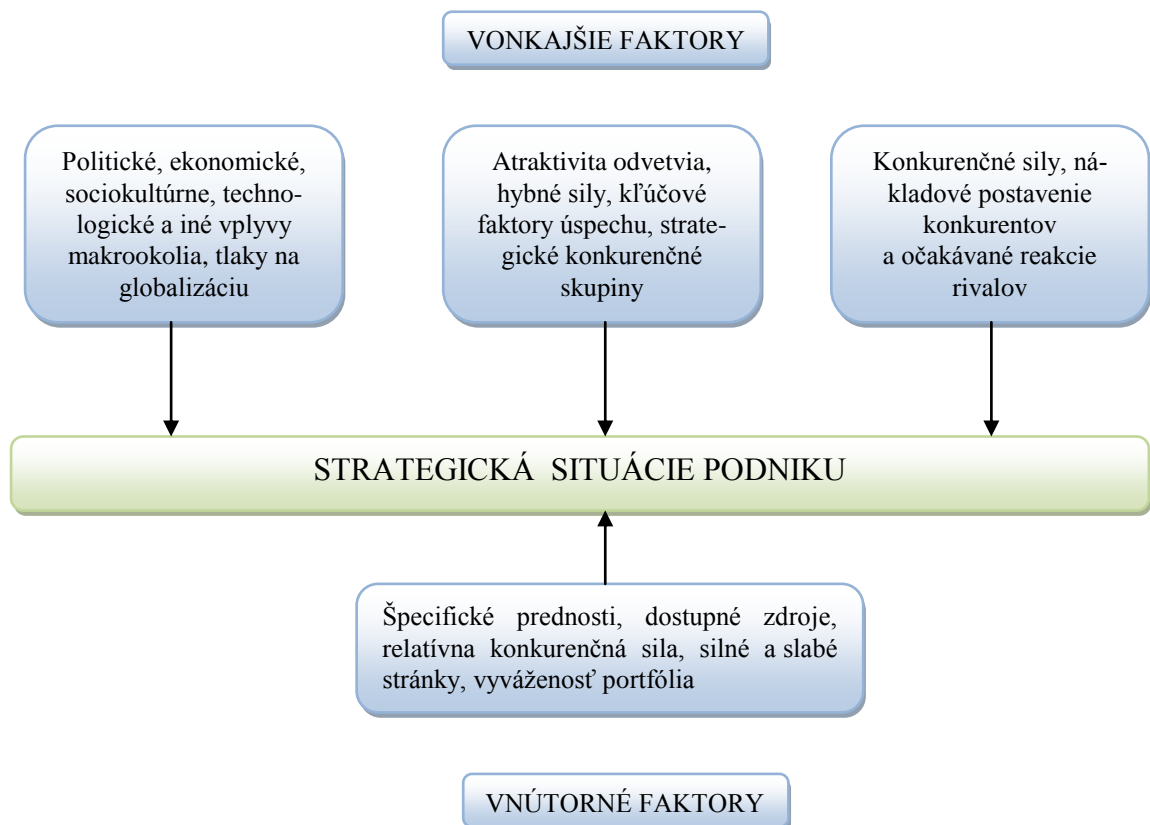 VONKAJŠIE FAKTORY
Politické, ekonomické,
sociokultúrne, techno-
logické a iné vplyvy
makrookolia, tlaky na
globalizáciu
Atraktivita odvetvia,
hybné sily, kľúčové
faktory úspechu, strate-
gické konkurenčné
skupiny
Konkurenčné sily, ná-
kladové postavenie
konkurentov
a očakávané reakcie
rivalov
STRATEGICKÁ SITUÁCIE PODNIKU
Špecifické prednosti, dostupné zdroje,
relatívna konkurenčná sila, silné a slabé
stránky, vyváženosť portfólia
VNÚTORNÉ FAKTORY